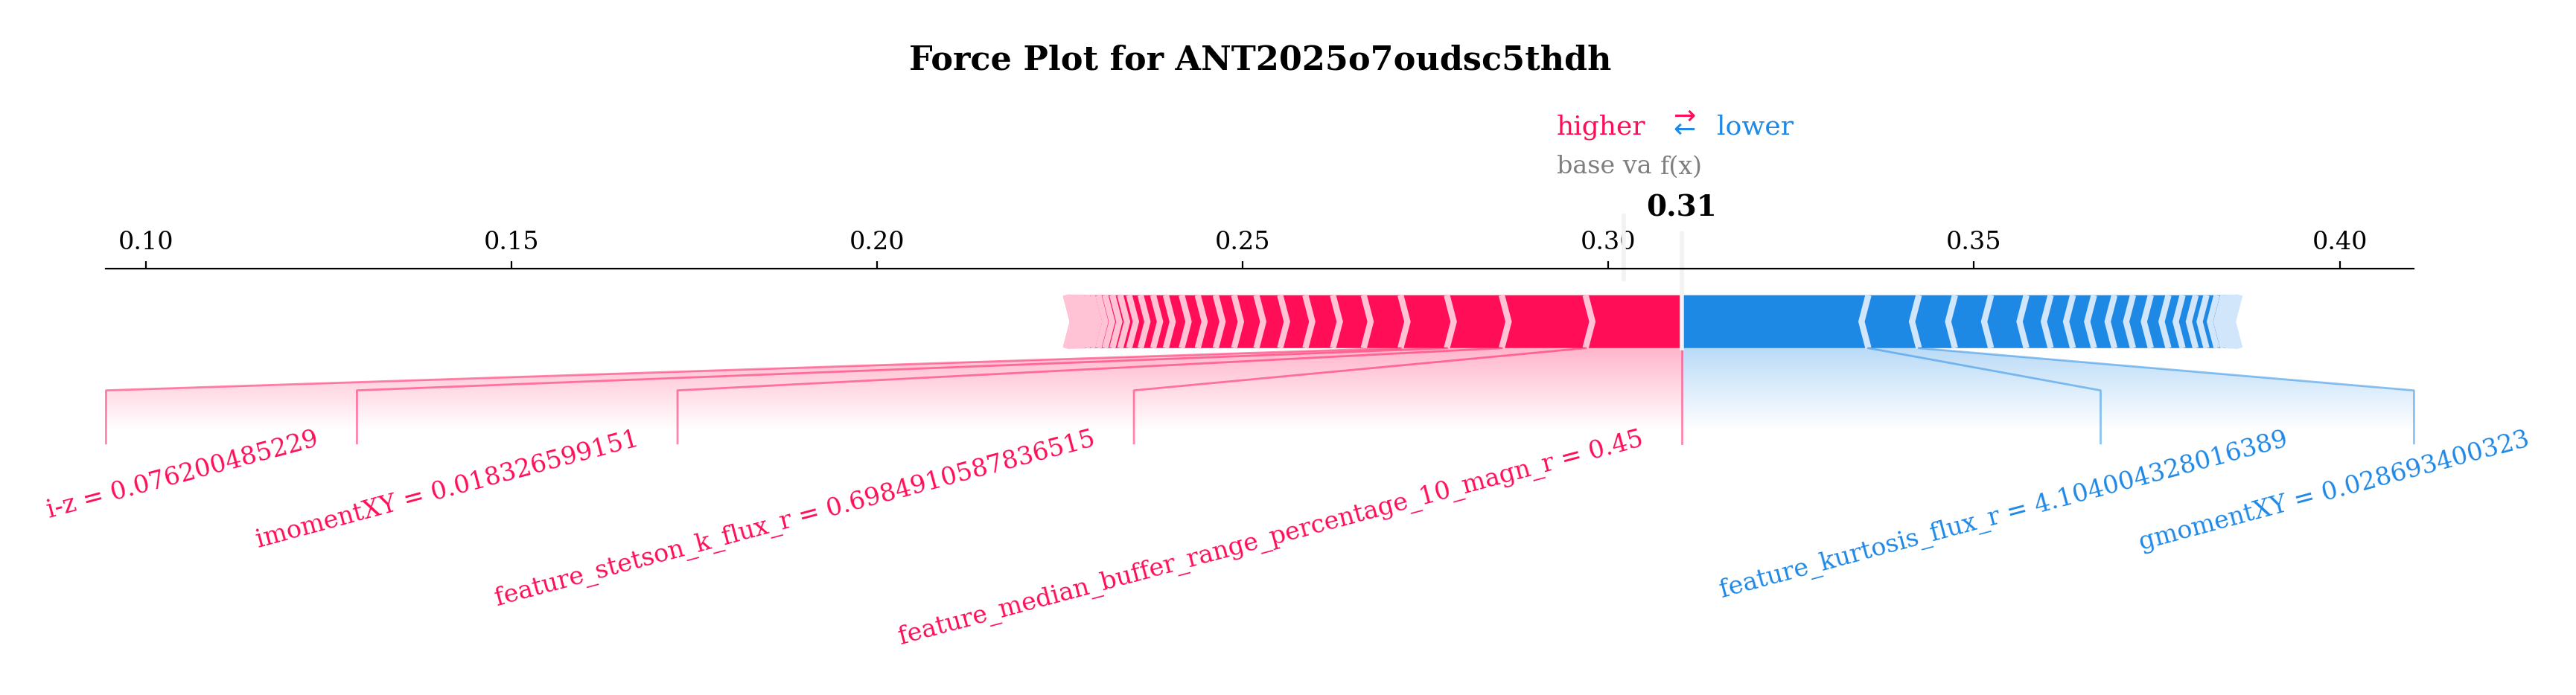 Force Plot for ANT2025o7oudsc5thdh
higher ⇄ lower
base va f(x)
0.31
0.10 0.15 0.20 0.25 0.30 0.35 0.40
i-z = 0.076200485229
imomentXY = 0.018326599151
feature_stetson_k_flux_r = 0.6984910587836515
feature_median_buffer_range_percentage_10_magn_r = 0.45
feature_kurtosis_flux_r = 4.104004328016389
gmomentXY = 0.028693400323